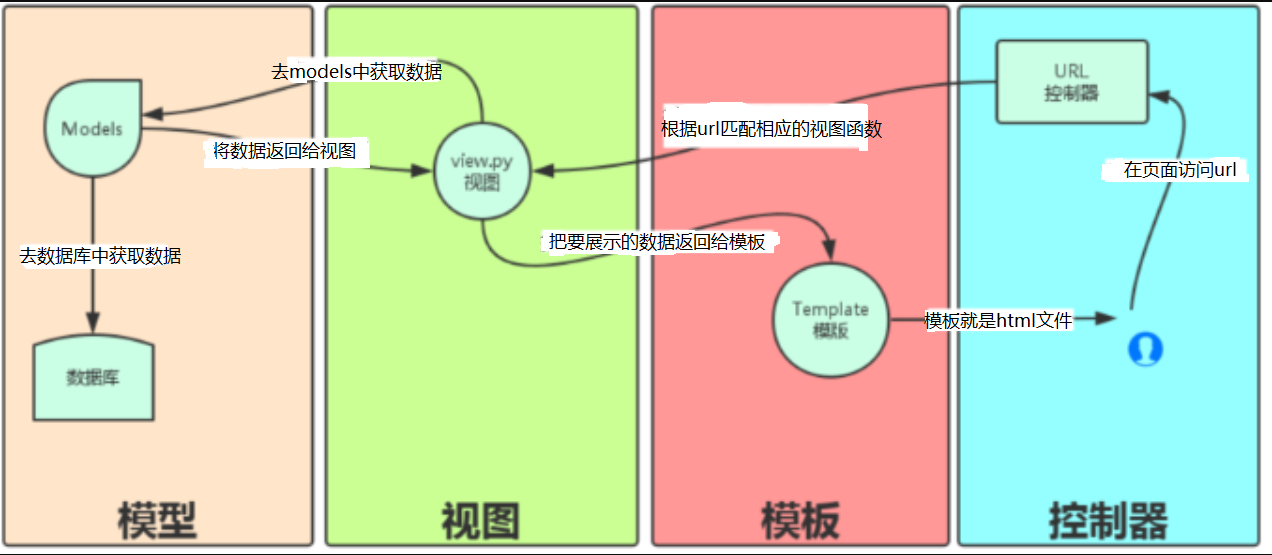 去models中获取数据
Models
将数据返回给视图
去数据库中获取数据
数据库
模型
view.py
视图
把要展示的数据返回给模板
视图
根据url匹配相应的视图函数
Template
模版
模板就是html文件
模板
URL
控制器
在页面访问url
控制器